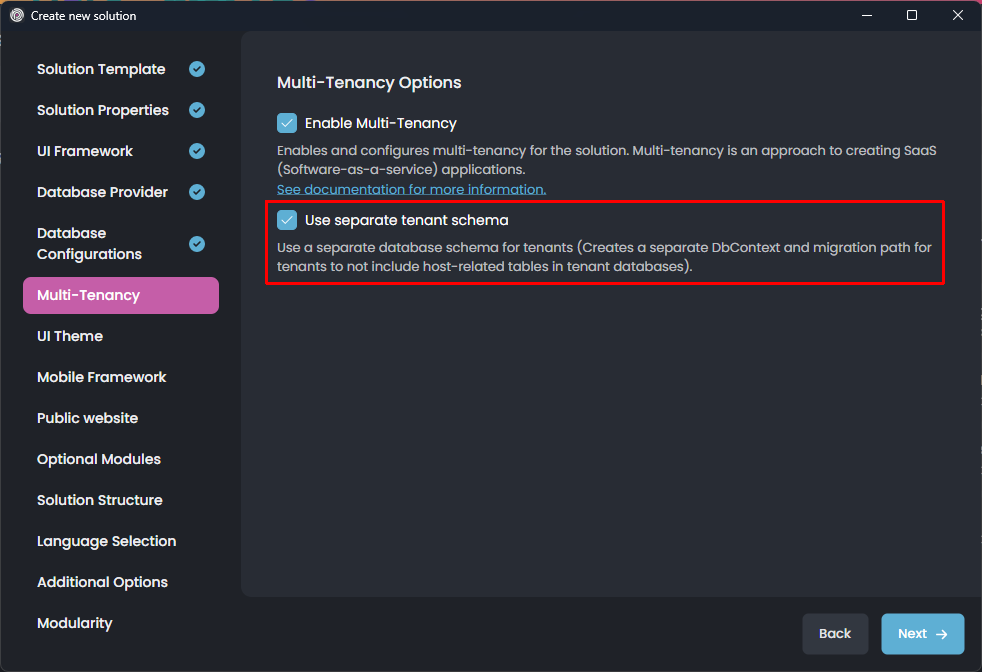 Create new solution
Solution Template
Solution Properties
UI Framework
Database Provider
Database
Configurations
Multi-Tenancy
UI Theme
Mobile Framework
Public website
Optional Modules
Solution Structure
Language Selection
Additional Options
Modularity
Multi-Tenancy Options
Enable Multi-Tenancy
Enables and configures multi-tenancy for the solution. Multi-tenancy is an approach to creating SaaS
(Software-as-a-service) applications.
See documentation for more information.
Use separate tenant schema
Use a separate database schema for tenants (Creates a separate DbContext and migration path for
tenants to not include host-related tables in tenant databases).
Back
Next